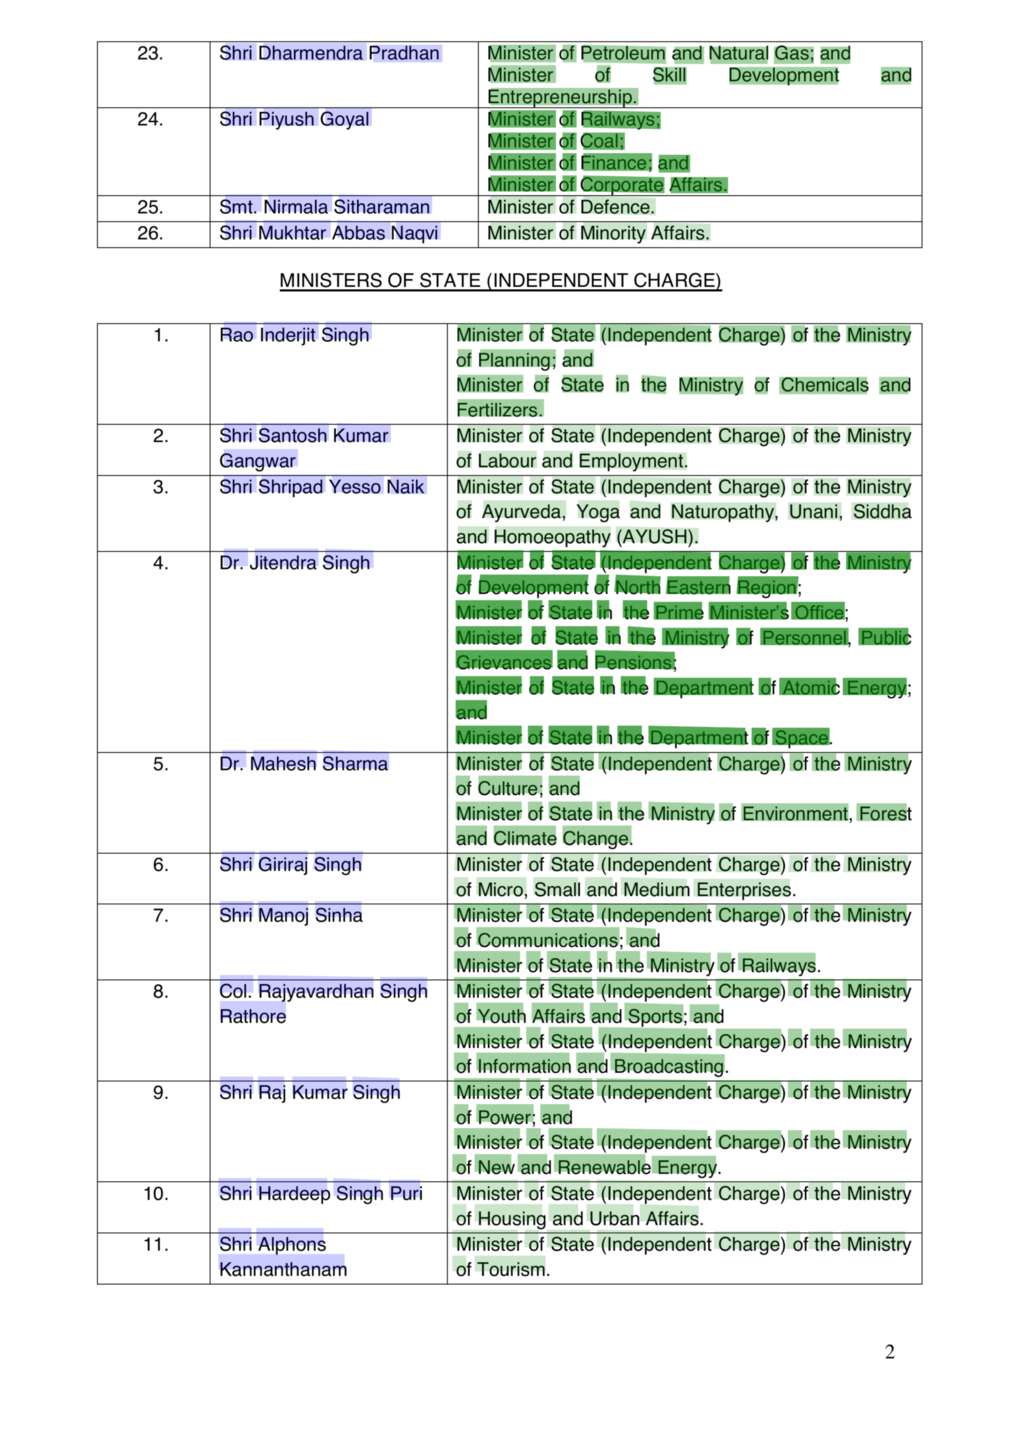 23. Shri Dharmendra Pradhan Minister of Petroleum and Natural Gas; and
Minister of Skill Development and
Entrepreneurship.
24. Shri Piyush Goyal Minister of Railways;
Minister of Coal;
Minister of Finance; and
Minister of Corporate Affairs.
25. Smt. Nirmala Sitharaman Minister of Defence.
26. Shri Mukhtar Abbas Naqvi Minister of Minority Affairs.
MINISTERS OF STATE (INDEPENDENT CHARGE)
1. Rao Inderjit Singh Minister of State (Independent Charge) of the Ministry
of Planning; and
Minister of State in the Ministry of Chemicals and
Fertilizers.
2. Shri Santosh Kumar Minister of State (Independent Charge) of the Ministry
Gangwar of Labour and Employment.
3. Shri Shripad Yesso Naik Minister of State (Independent Charge) of the Ministry
of Ayurveda, Yoga and Naturopathy, Unani, Siddha
and Homoeopathy (AYUSH).
4. Dr. Jitendra Singh Minister of State (Independent Charge) of the Ministry
of Development of North Eastern Region;
Minister of State in the Prime Minister's Office;
Minister of State in the Ministry of Personnel, Public
Grievances and Pensions;
Minister of State in the Department of Atomic Energy;
and
Minister of State in the Department of Space.
5. Dr. Mahesh Sharma Minister of State (Independent Charge) of the Ministry
of Culture; and
Minister of State in the Ministry of Environment, Forest
and Climate Change.
6. Shri Giriraj Singh Minister of State (Independent Charge) of the Ministry
of Micro, Small and Medium Enterprises.
7. Shri Manoj Sinha Minister of State (Independent Charge) of the Ministry
of Communications; and
Minister of State in the Ministry of Railways.
8. Col. Rajyavardhan Singh Minister of State (Independent Charge) of the Ministry
Rathore of Youth Affairs and Sports; and
Minister of State (Independent Charge) of the Ministry
of Information and Broadcasting.
9. Shri Raj Kumar Singh Minister of State (Independent Charge) of the Ministry
of Power; and
Minister of State (Independent Charge) of the Ministry
of New and Renewable Energy.
10. Shri Hardeep Singh Puri Minister of State (Independent Charge) of the Ministry
of Housing and Urban Affairs.
11. Shri Alphons Minister of State (Independent Charge) of the Ministry
Kannanthanam of Tourism.
2